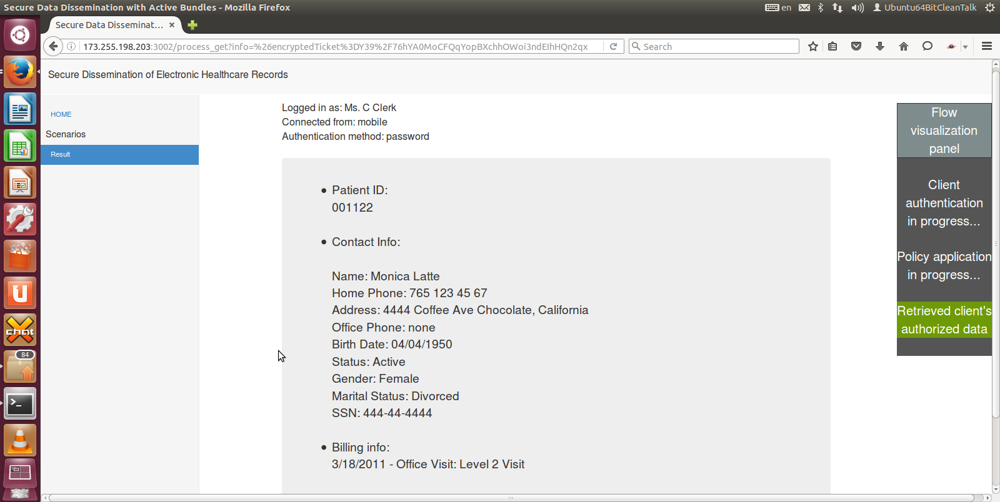 Secure Data Dissemination with Active Bundles - Mozilla Firefox
en
Ubuntu64BitCleanTalk
Secure Data Disseminat...
173.255.198.203:3002/process_get?info=%26encryptedTicket%3DY39%2F76hYA0MoCFQqYopBXchhOWoi3ndEIhHQn2qx
Search
Secure Dissemination of Electronic Healthcare Records
HOME
Scenarios
Result
Logged in as: Ms. C Clerk
Connected from: mobile
Authentication method: password
Patient ID:
001122
Contact Info:
Name: Monica Latte
Home Phone: 765 123 45 67
Address: 4444 Coffee Ave Chocolate, California
Office Phone: none
Birth Date: 04/04/1950
Status: Active
Gender: Female
Marital Status: Divorced
SSN: 444-44-4444
Billing info:
3/18/2011 - Office Visit: Level 2 Visit
Flow
visualization
panel
Client
authentication
in progress...
Policy application
in progress...
Retrieved client's
authorized data
chat
84